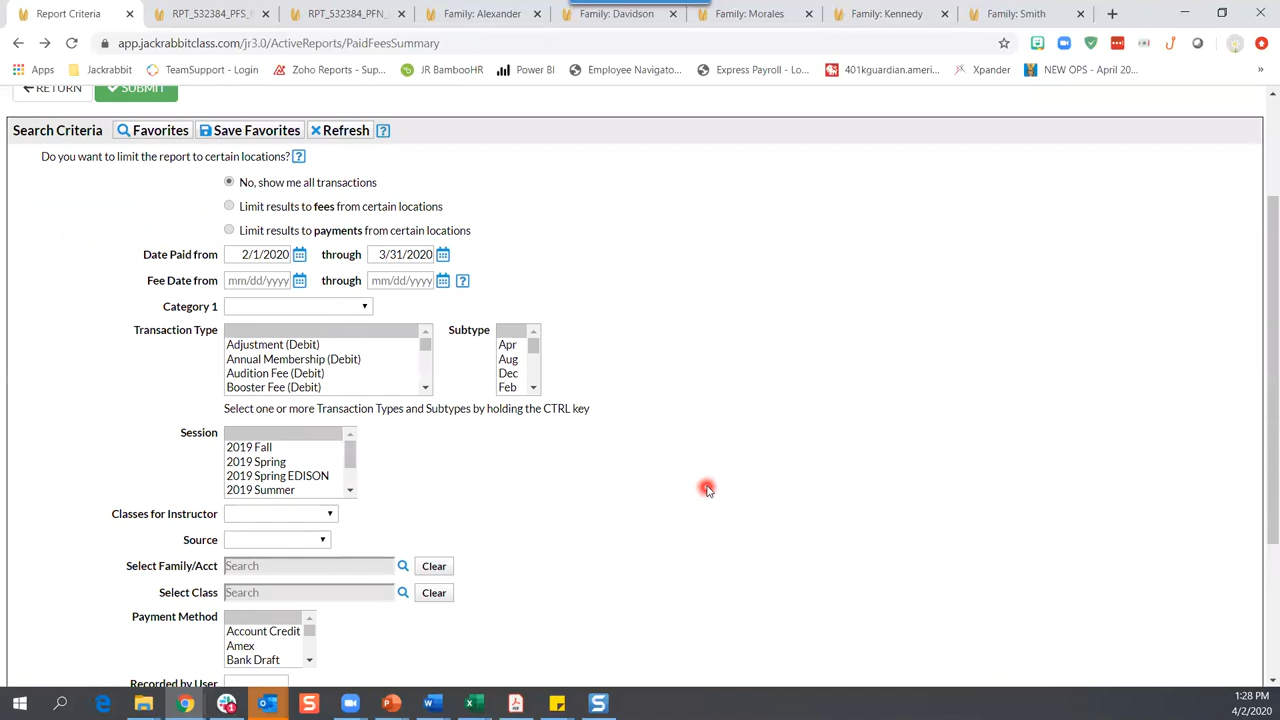 Report Criteria
RPT_532384_PFS_
RPT_532384_PFN_
Family: Alexander
Family: Davidson
Family: Morales
Family: Kennedy
Family: Smith
app.jackrabbitclass.com/jr3.0/ActiveReports/PaidFeesSummary
Apps
Jackrabbit
TeamSupport - Login
Zoho Reports - Sup...
JR BambooHR
Power BI
Employee Navigato...
Express Payroll - Lo...
401kguardian.ameri...
Xpander
NEW OPS - April 20...
»
RETURN
SUBMIT
Search Criteria
Favorites
Save Favorites
Refresh
?
Do you want to limit the report to certain locations? ?
No, show me all transactions
Limit results to fees from certain locations
Limit results to payments from certain locations
Date Paid from 2/1/2020 through 3/31/2020
Fee Date from mm/dd/yyyy through mm/dd/yyyy ?
Category 1
Transaction Type
Adjustment (Debit)
Annual Membership (Debit)
Audition Fee (Debit)
Booster Fee (Debit)
Subtype
Apr
Aug
Dec
Feb
Select one or more Transaction Types and Subtypes by holding the CTRL key
Session
2019 Fall
2019 Spring
2019 Spring EDISON
2019 Summer
Classes for Instructor
Source
Select Family/Acct Search Clear
Select Class Search Clear
Payment Method
Account Credit
Amex
Bank Draft
Recorded by User
1:28 PM
4/2/2020